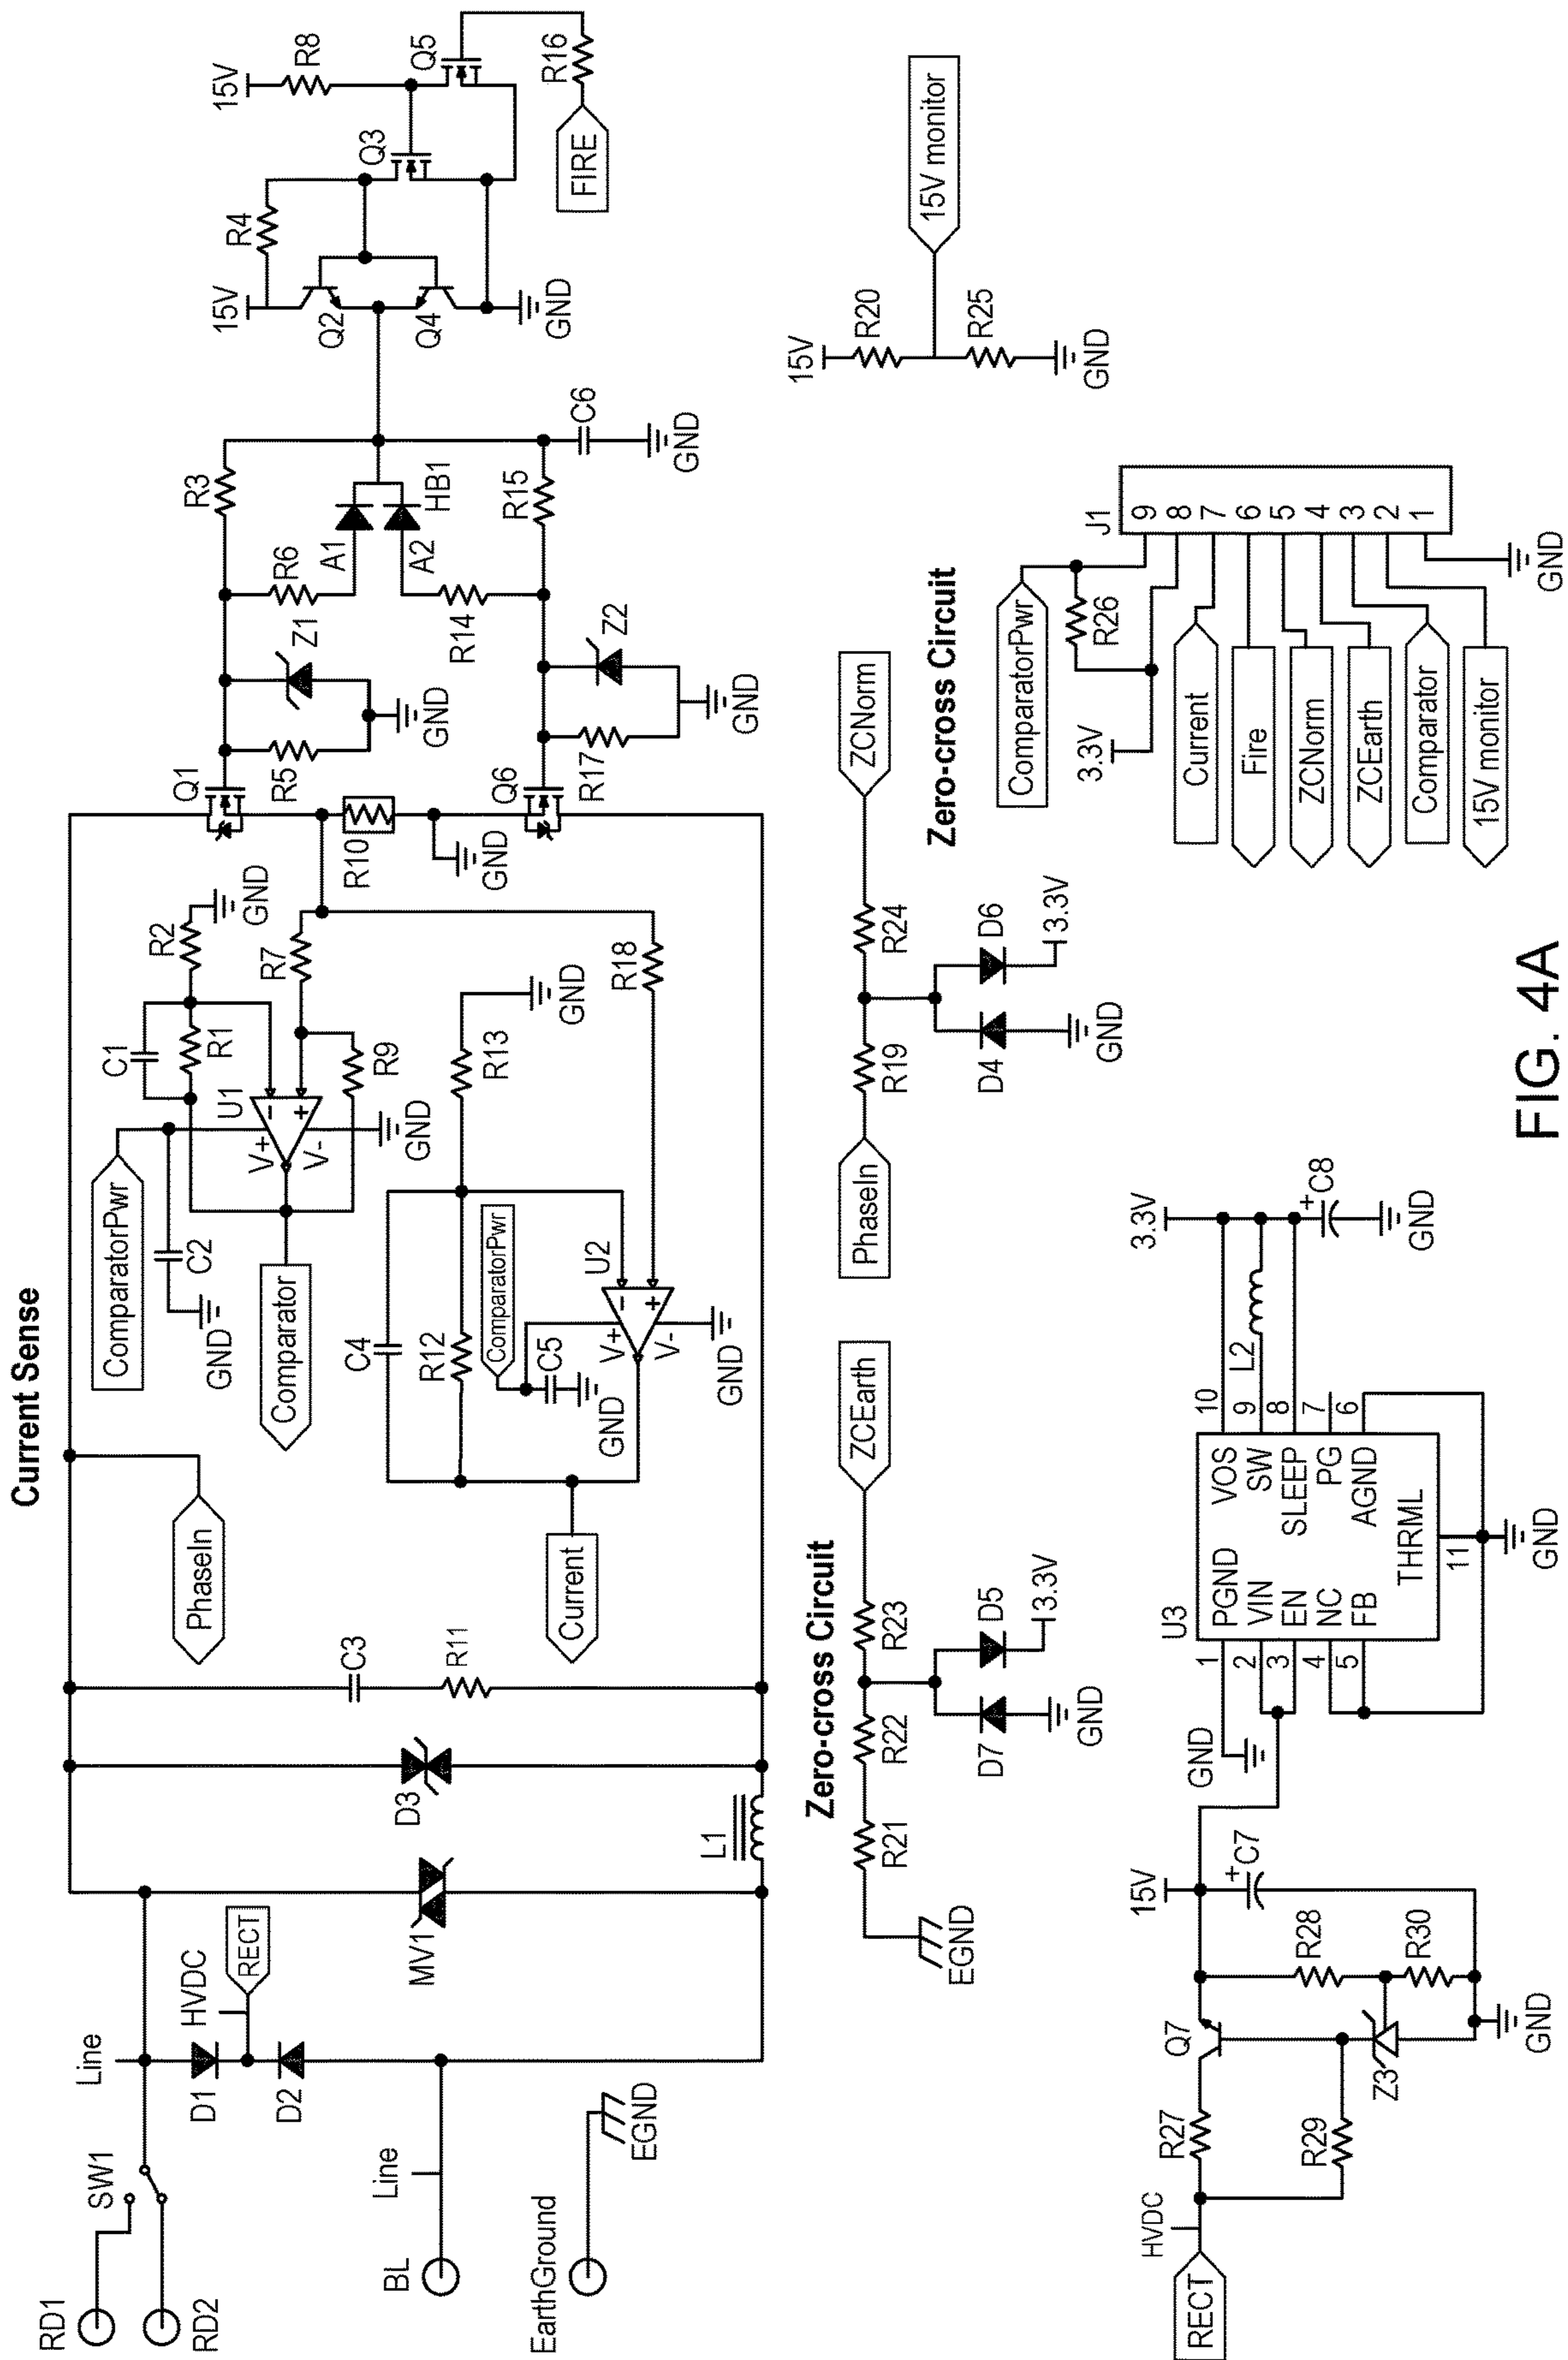 Current Sense
RD1
SW1
RD2
Line
D1
HVDC
RECT
D2
BL
Line
EarthGround
EGND
MV1
L1
D3
C3
R11
PhaseIn
ComparatorPwr
C2
GND
Comparator
C1
R1
R2
GND
U1
V+
V-
-
+
GND
R7
R9
C4
R12
R13
GND
ComparatorPwr
C5
GND
U2
V+
V-
-
+
GND
R18
Current
Q1
R10
GND
Q6
R5
Z1
GND
R17
Z2
GND
R6
A1
A2
HB1
R14
R3
R15
C6
GND
15V
R4
Q2
Q4
GND
Q3
15V
R8
Q5
R16
FIRE
Zero-cross Circuit
EGND
R21
R22
R23
D7
D5
GND
3.3V
ZCEarth
Zero-cross Circuit
PhaseIn
R19
R24
D4
D6
GND
3.3V
ZCNorm
15V
R20
R25
GND
15V monitor
HVDC
RECT
R27
R29
Q7
Z3
R28
R30
GND
15V
+
C7
GND
U3
1
2
3
4
5
PGND
VIN
EN
NC
FB
VOS
SW
SLEEP
PG
AGND
THRML
10
9
8
7
6
11
GND
L2
3.3V
+
C8
GND
ComparatorPwr
R26
3.3V
Current
Fire
ZCNorm
ZCEarth
Comparator
15V monitor
J1
9
8
7
6
5
4
3
2
1
GND
FIG. 4A